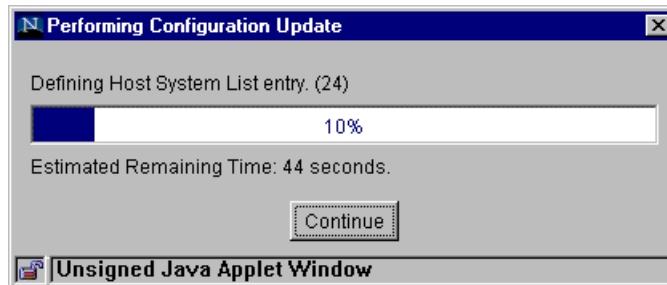 N Performing Configuration Update
Defining Host System List entry. (24)
10%
Estimated Remaining Time: 44 seconds.
Continue
Unsigned Java Applet Window